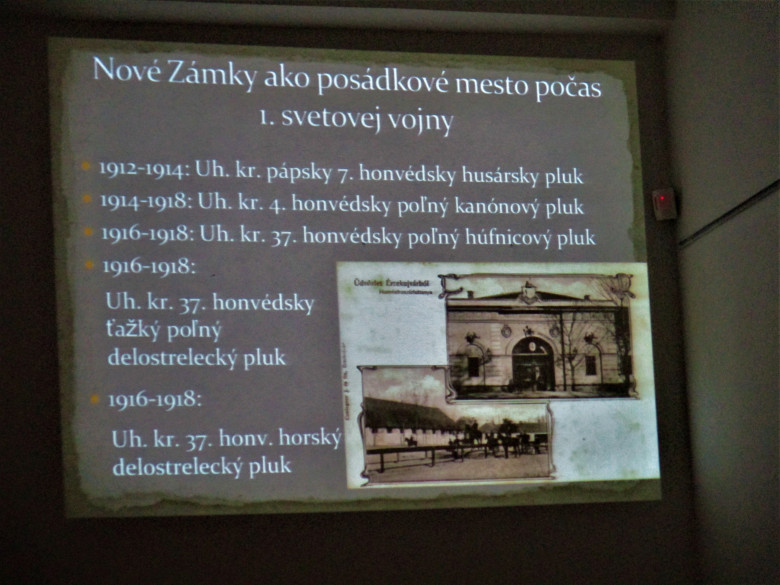 Nové Zámky ako posádkové mesto počas
1. svetovej vojny
1912-1914: Uh. kr. pápsky 7. honvédsky husársky pluk
1914-1918: Uh. kr. 4. honvédsky poľný kanónový pluk
1916-1918: Uh. kr. 37. honvédsky poľný húfnicový pluk
1916-1918:
Uh. kr. 37. honvédsky
ťažký poľný
delostrelecký pluk
1916-1918:
Uh. kr. 37. honv. horský
delostrelecký pluk
Üdvözlet Érsekujvárból